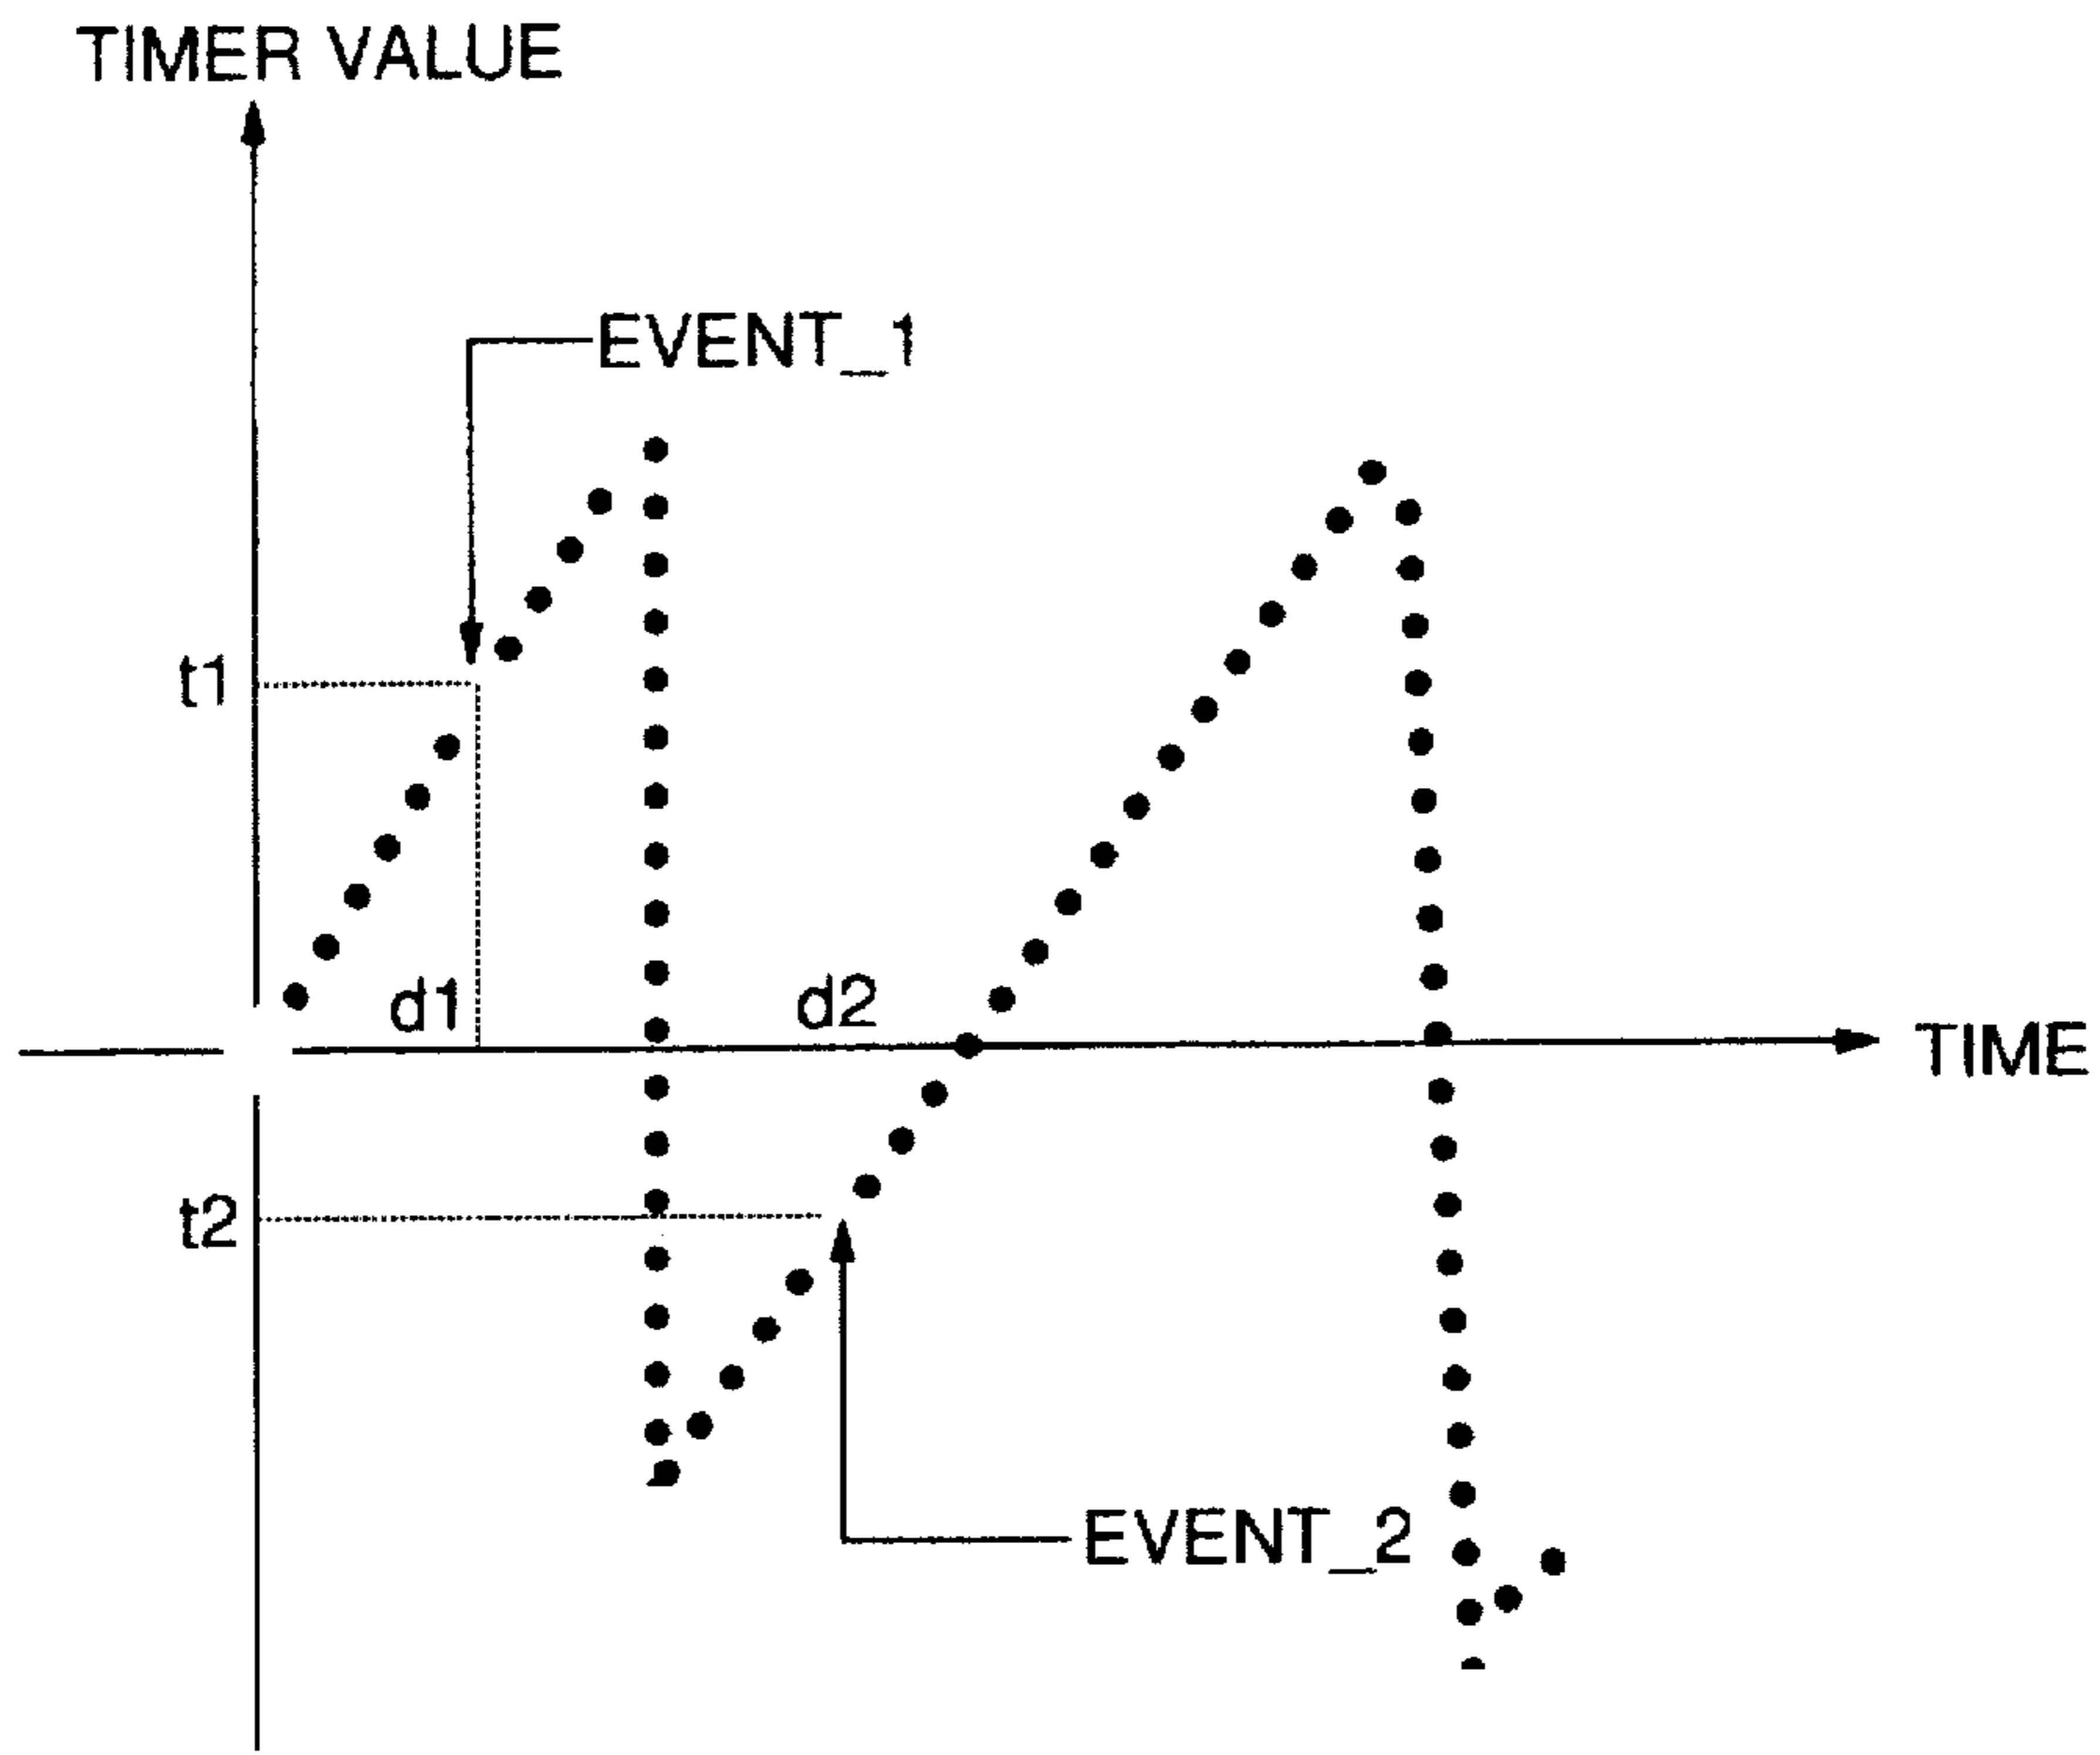 TIMER VALUE
EVENT_1
t1
d1
d2
TIME
t2
EVENT_2